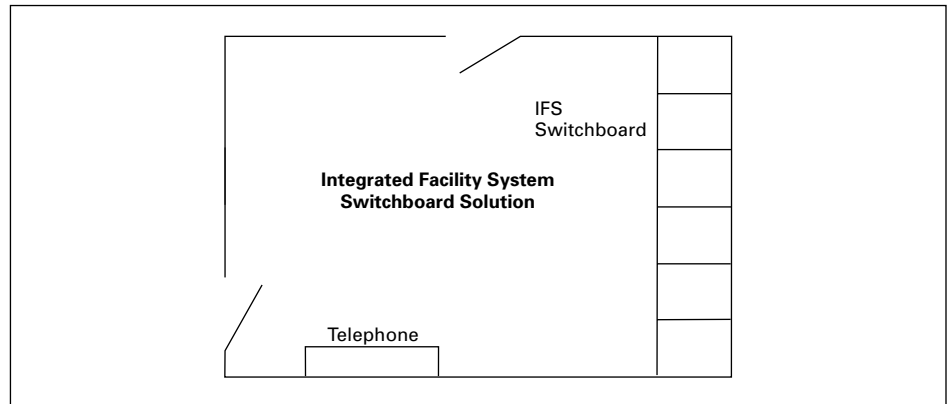 IFS
Switchboard
Integrated Facility System
Switchboard Solution
Telephone